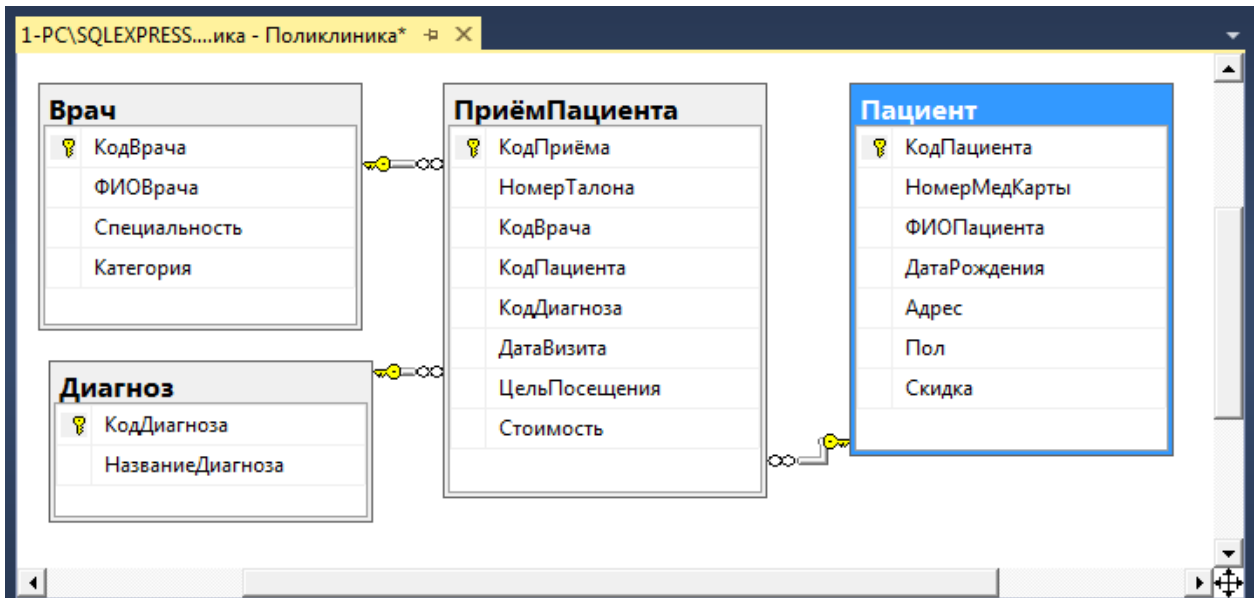 1-PC\SQLEXPRESS....ика - Поликлиника*
Врач
КодВрача
ФИОВрача
Специальность
Категория
Диагноз
КодДиагноза
НазваниеДиагноза
ПриёмПациента
КодПриёма
НомерТалона
КодВрача
КодПациента
КодДиагноза
ДатаВизита
ЦельПосещения
Стоимость
Пациент
КодПациента
НомерМедКарты
ФИОПациента
ДатаРождения
Адрес
Пол
Скидка